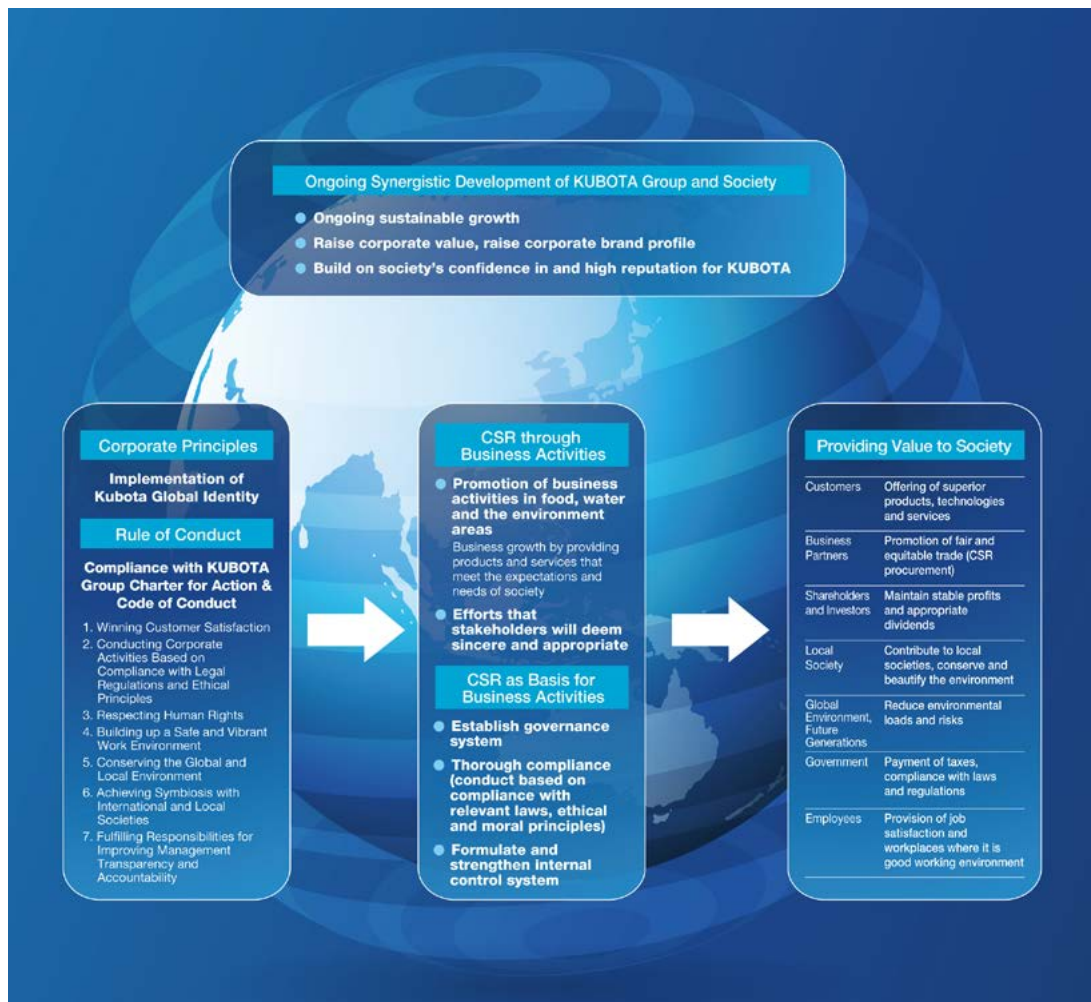 Ongoing Synergistic Development of KUBOTA Group and Society
● Ongoing sustainable growth
● Raise corporate value, raise corporate brand profile
● Build on society's confidence in and high reputation for KUBOTA
Corporate Principles
Implementation of
Kubota Global Identity
Rule of Conduct
Compliance with KUBOTA
Group Charter for Action &
Code of Conduct
1. Winning Customer Satisfaction
2. Conducting Corporate
Activities Based on
Compliance with Legal
Regulations and Ethical
Principles
3. Respecting Human Rights
4. Building up a Safe and Vibrant
Work Environment
5. Conserving the Global and
Local Environment
6. Achieving Symbiosis with
International and Local
Societies
7. Fulfilling Responsibilities for
Improving Management
Transparency and
Accountability
CSR through
Business Activities
● Promotion of business
activities in food, water
and the environment
areas
Business growth by providing
products and services that
meet the expectations and
needs of society
● Efforts that
stakeholders will deem
sincere and appropriate
CSR as Basis for
Business Activities
● Establish governance
system
● Thorough compliance
(conduct based on
compliance with
relevant laws, ethical
and moral principles)
● Formulate and
strengthen internal
control system
Providing Value to Society
Customers Offering of superior
products, technologies
and services
Business Promotion of fair and
Partners equitable trade (CSR
procurement)
Shareholders Maintain stable profits
and Investors and appropriate
dividends
Local Contribute to local
Society societies, conserve and
beautify the environment
Global Reduce environmental
Environment, loads and risks
Future
Generations
Government Payment of taxes,
compliance with laws
and regulations
Employees Provision of job
satisfaction and
workplaces where it is
good working environment